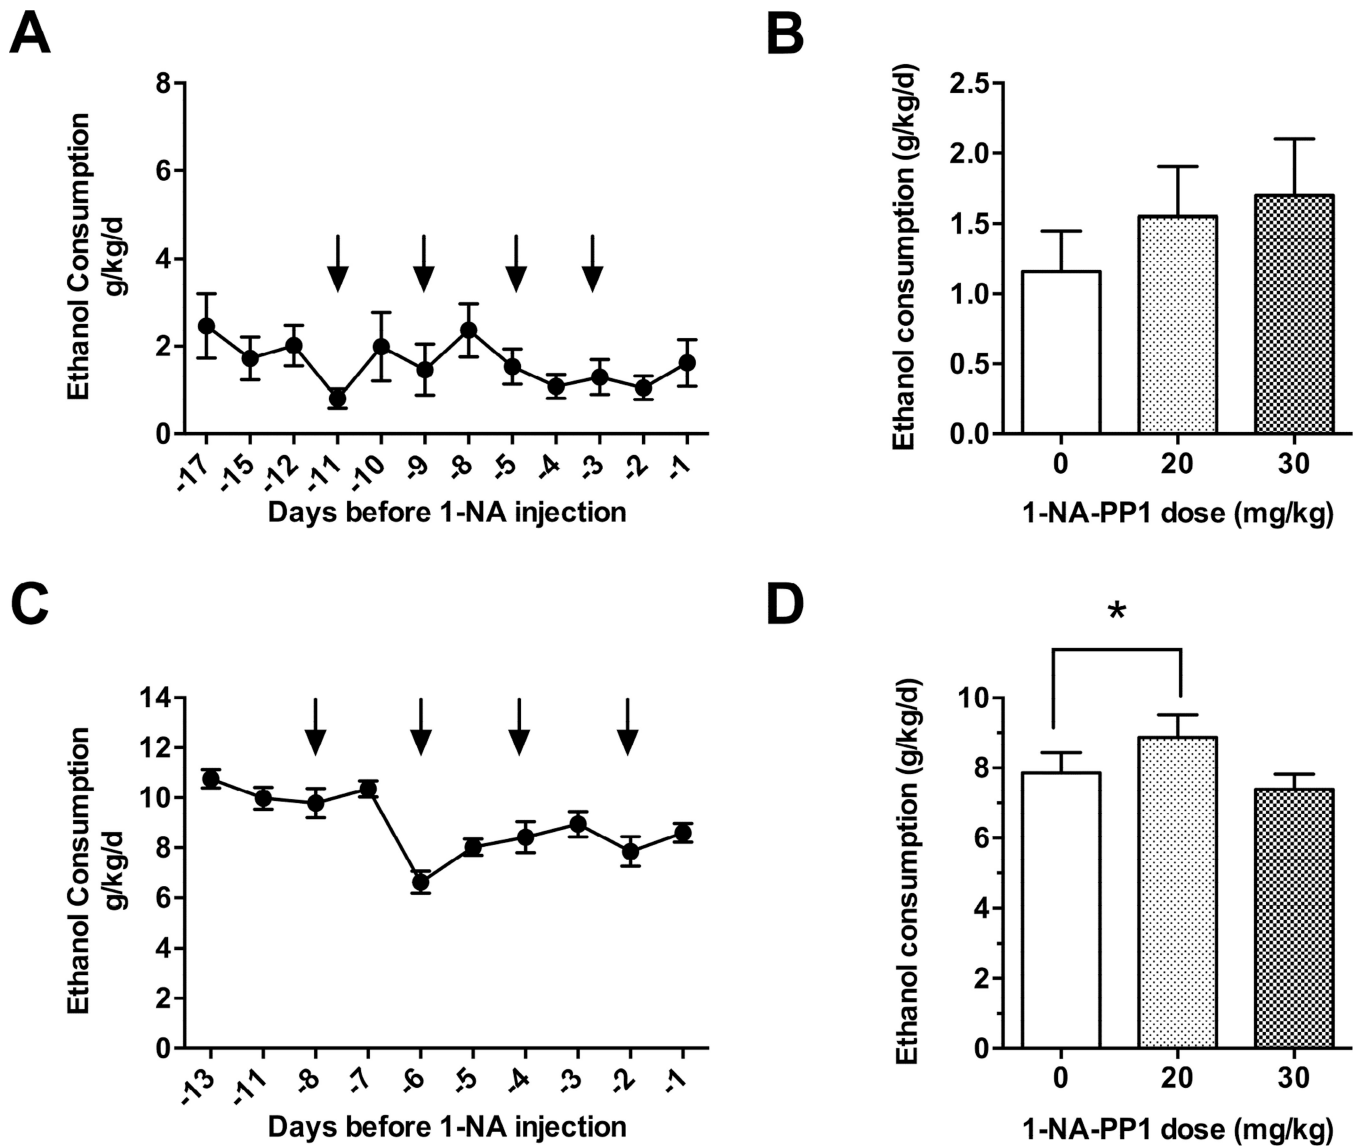 A
Ethanol Consumption
g/kg/d
8
6
4
2
0
-17 -15 -12 -11 -10 -9 -8 -5 -4 -3 -2 -1
Days before 1-NA injection
B
Ethanol consumption (g/kg/d)
2.5
2.0
1.5
1.0
0.5
0.0
0 20 30
1-NA-PP1 dose (mg/kg)
C
Ethanol Consumption
g/kg/d
14
12
10
8
6
4
2
0
-13 -11 -8 -7 -6 -5 -4 -3 -2 -1
Days before 1-NA injection
D
*
Ethanol consumption (g/kg/d)
10
8
6
4
2
0
0 20 30
1-NA-PP1 dose (mg/kg)